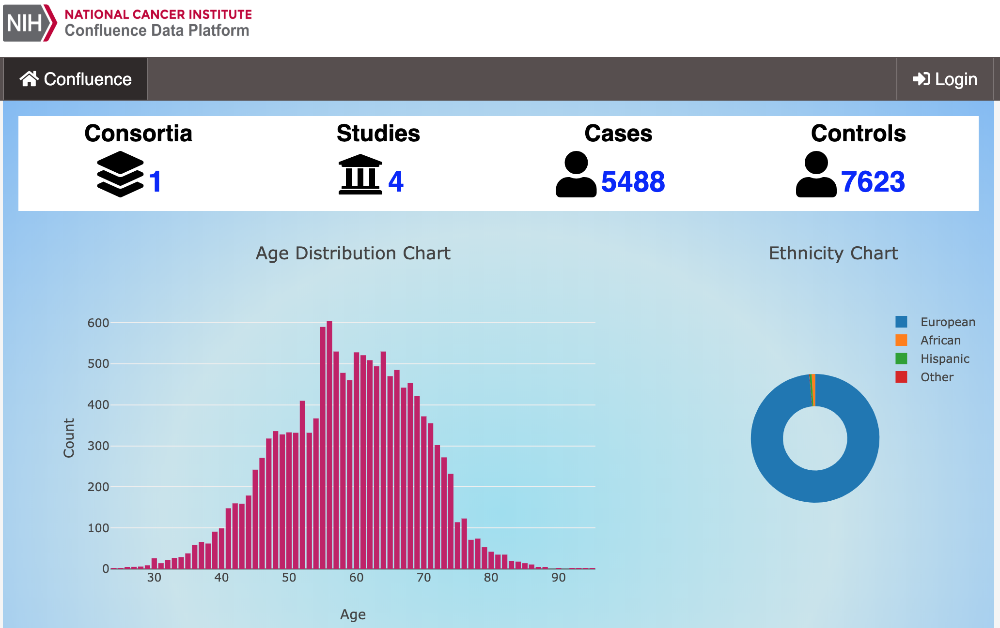 NIH
NATIONAL CANCER INSTITUTE
Confluence Data Platform
Confluence
Login
Consortia
1
Studies
4
Cases
5488
Controls
7623
Age Distribution Chart
600
500
400
300
200
100
0
Count
30 40 50 60 70 80 90
Age
Ethnicity Chart
European
African
Hispanic
Other